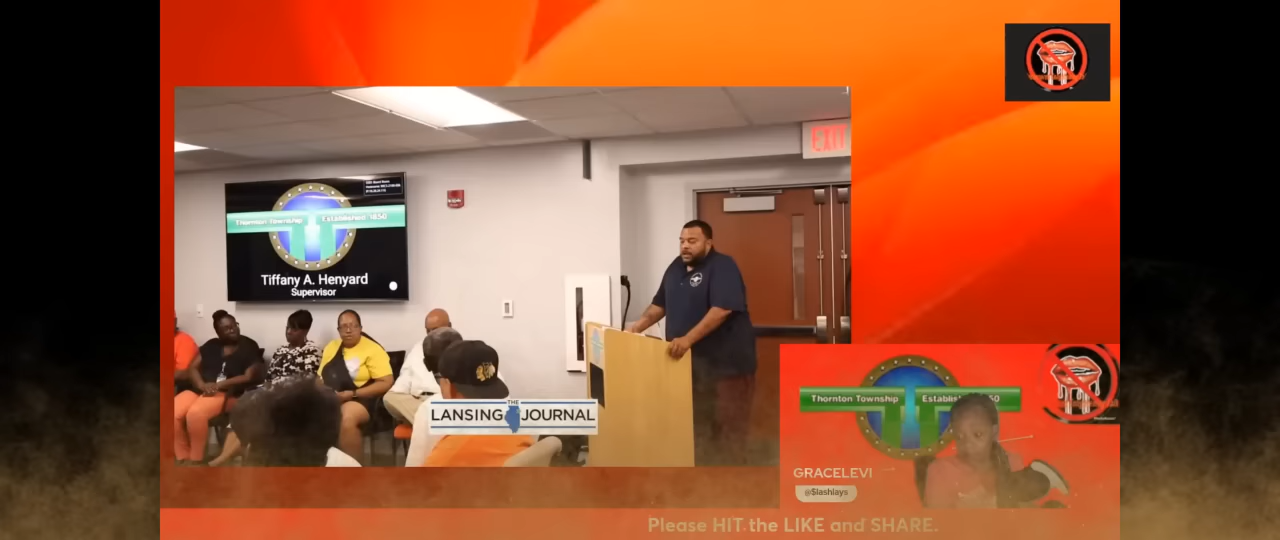 EXIT
Thornton Township
Established 1850
Tiffany A. Henyard
Supervisor
THE
LANSING JOURNAL
Thornton Township
GRACELEVI
@$lashlays
Please HIT the LIKE and SHARE.